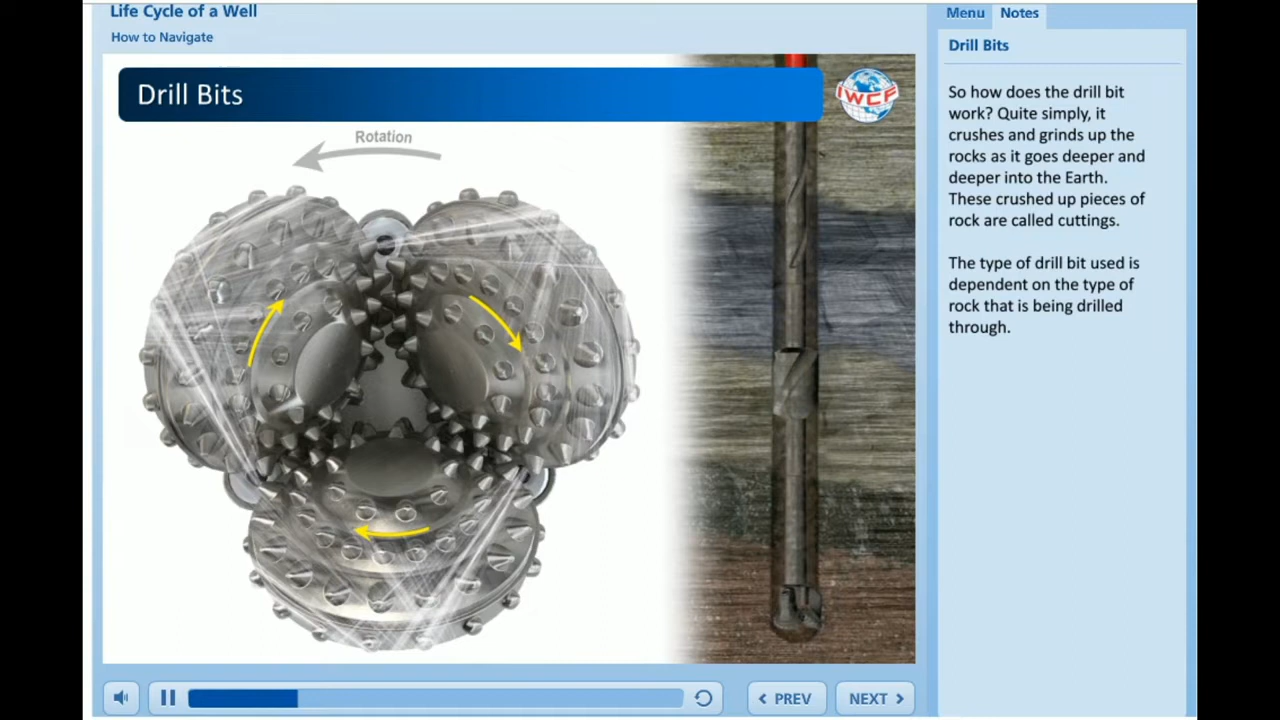 Life Cycle of a Well
How to Navigate
Menu
Notes
Drill Bits
IWCF
Rotation
Drill Bits
So how does the drill bit
work? Quite simply, it
crushes and grinds up the
rocks as it goes deeper and
deeper into the Earth.
These crushed up pieces of
rock are called cuttings.
The type of drill bit used is
dependent on the type of
rock that is being drilled
through.
PREV
NEXT